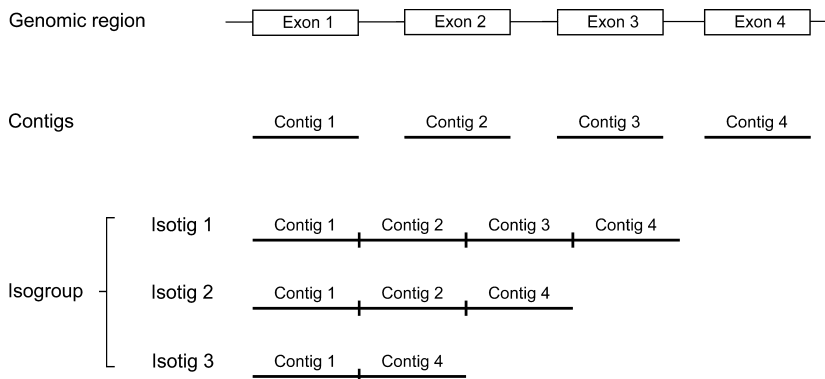 Genomic region Exon 1 Exon 2 Exon 3 Exon 4
Contigs Contig 1 Contig 2 Contig 3 Contig 4
Isotig 1 Contig 1 Contig 2 Contig 3 Contig 4
Isogroup Isotig 2 Contig 1 Contig 2 Contig 4
Isotig 3 Contig 1 Contig 4